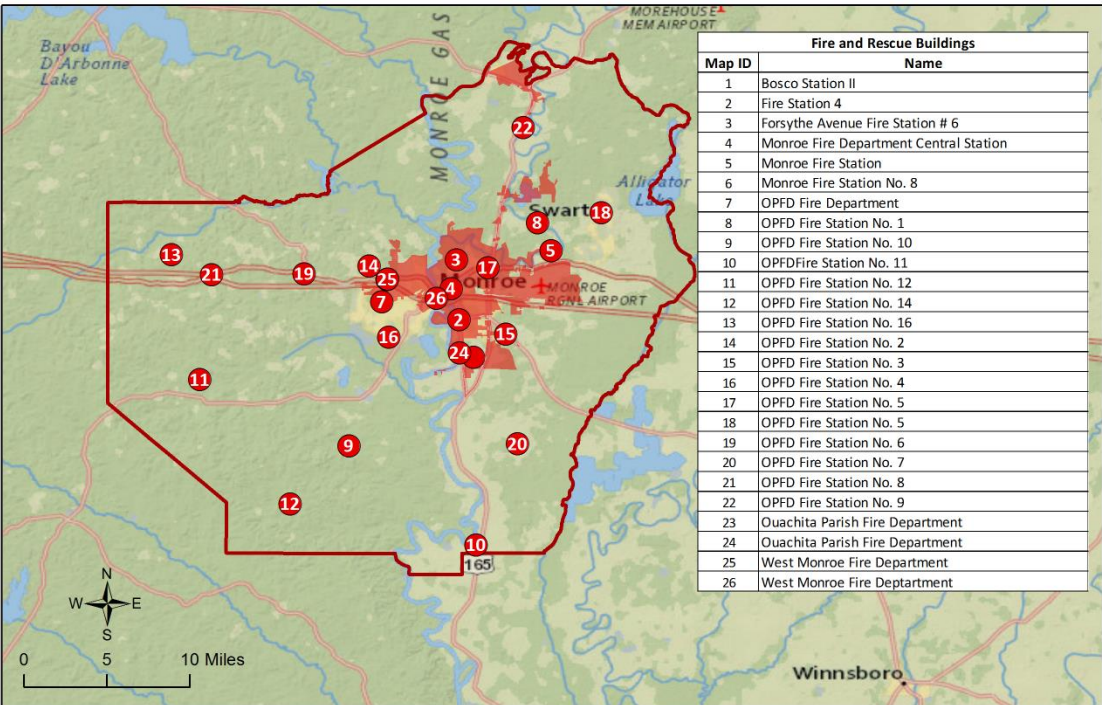 MOREHOUSE
MEM AIRPORT
Bayou
D'Arbonne
Lake
MONROE GAS
22
Alligator
Lake
Swart
18
8
5
13
21
19
14
25
3
17
Monroe
4
26
7
MONROE
RGNL AIRPORT
2
15
16
24
11
9
20
12
10
165
N
W
E
S
0 5 10 Miles
Winnsboro
Fire and Rescue Buildings
Map ID Name
1 Bosco Station II
2 Fire Station 4
3 Forsythe Avenue Fire Station # 6
4 Monroe Fire Department Central Station
5 Monroe Fire Station
6 Monroe Fire Station No. 8
7 OPFD Fire Department
8 OPFD Fire Station No. 1
9 OPFD Fire Station No. 10
10 OPFDFire Station No. 11
11 OPFD Fire Station No. 12
12 OPFD Fire Station No. 14
13 OPFD Fire Station No. 16
14 OPFD Fire Station No. 2
15 OPFD Fire Station No. 3
16 OPFD Fire Station No. 4
17 OPFD Fire Station No. 5
18 OPFD Fire Station No. 5
19 OPFD Fire Station No. 6
20 OPFD Fire Station No. 7
21 OPFD Fire Station No. 8
22 OPFD Fire Station No. 9
23 Ouachita Parish Fire Department
24 Ouachita Parish Fire Department
25 West Monroe Fire Department
26 West Monroe Fire Deptartment